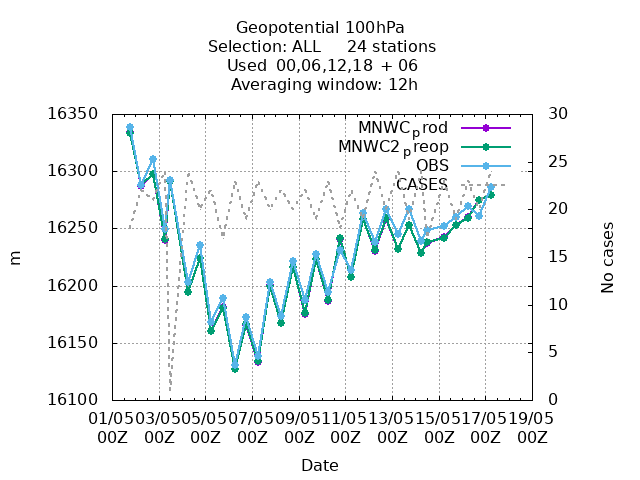 Geopotential 100hPa
Selection: ALL 24 stations
Used 00,06,12,18 + 06
Averaging window: 12h
16350
16300
16250
16200
16150
16100
30
25
20
15
10
5
0
m
No cases
MNWCprod
MNWC2preop
OBS
CASES
01/05 03/05 05/05 07/05 09/05 11/05 13/05 15/05 17/05 19/05
00Z 00Z 00Z 00Z 00Z 00Z 00Z 00Z 00Z 00Z
Date